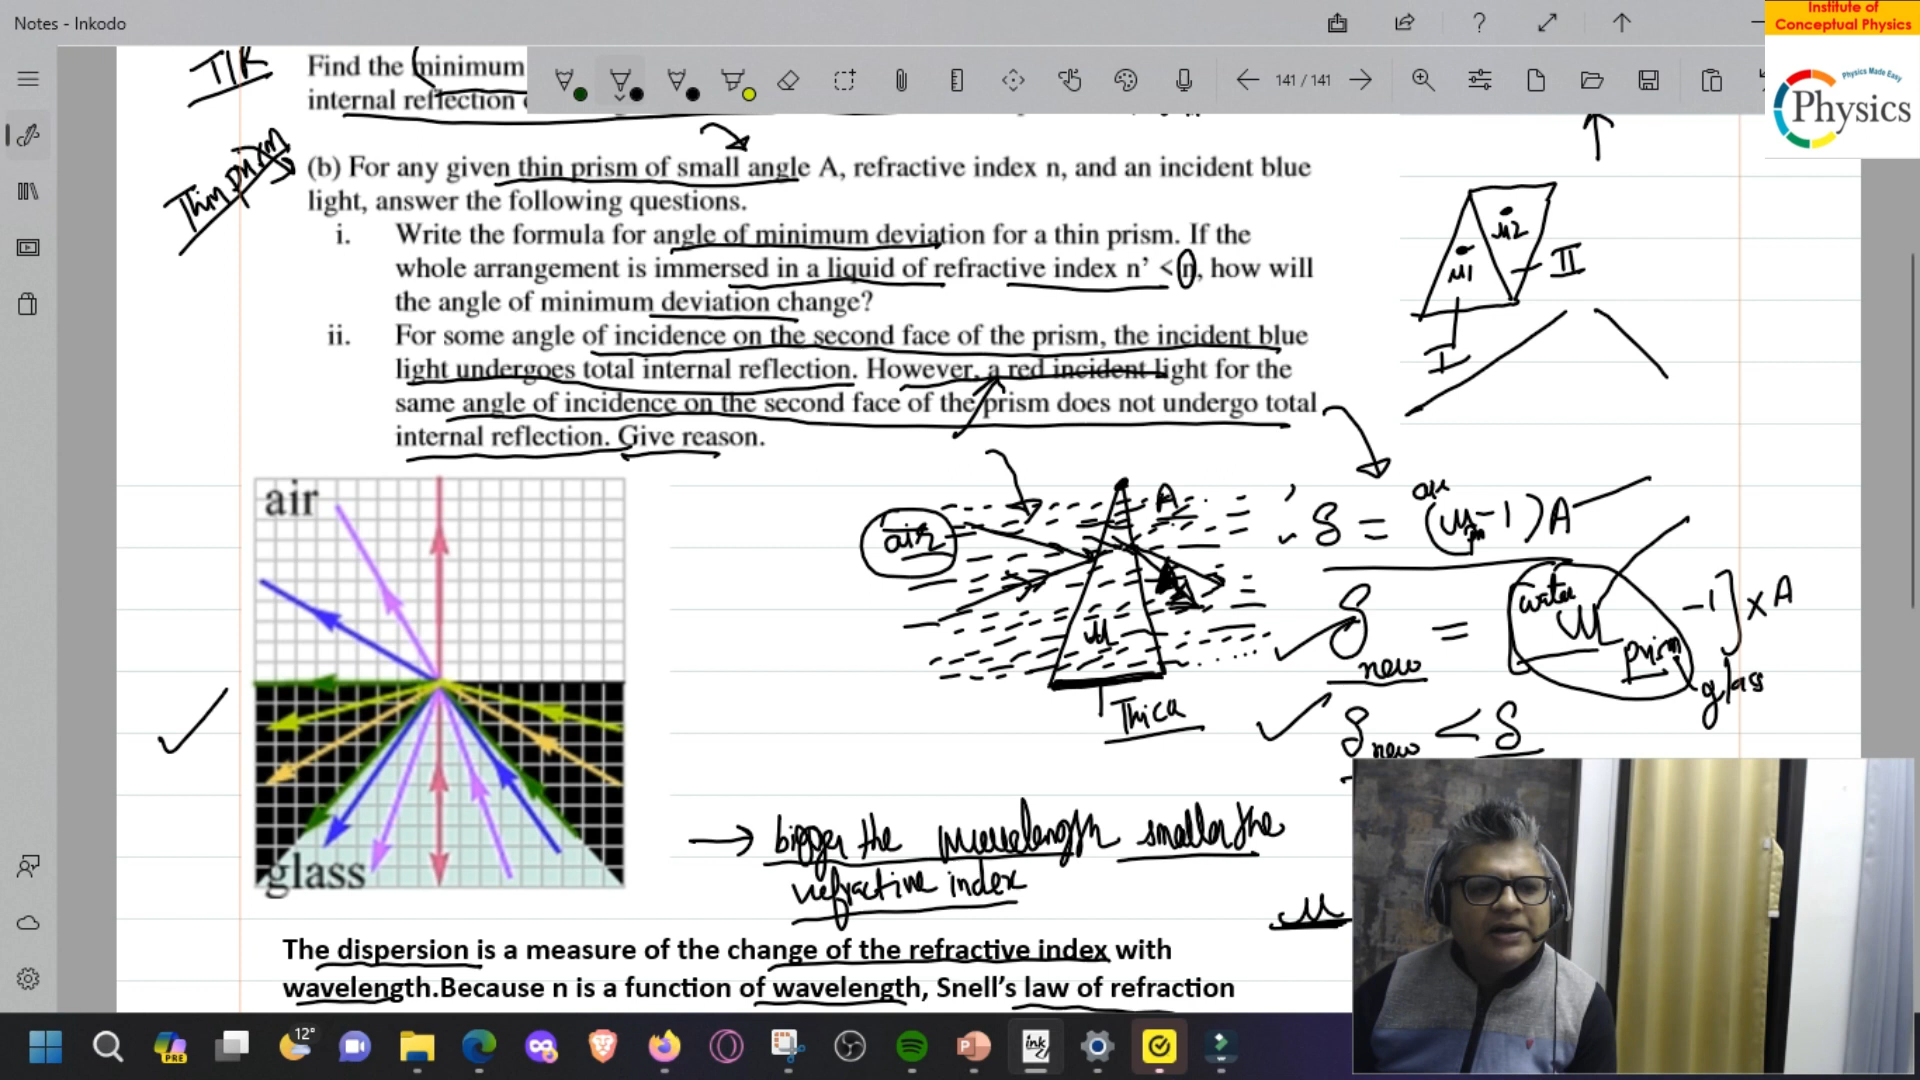 Notes - Inkodo
Institute of
Conceptual Physics
Physics Made Easy
Physics
141 / 141
TIR
Find the minimum
internal reflection
Thin prism
(b) For any given thin prism of small angle A, refractive index n, and an incident blue
light, answer the following questions.
i. Write the formula for angle of minimum deviation for a thin prism. If the
whole arrangement is immersed in a liquid of refractive index n’ < n, how will
the angle of minimum deviation change?
ii. For some angle of incidence on the second face of the prism, the incident blue
light undergoes total internal reflection. However, a red incident light for the
same angle of incidence on the second face of the prism does not undergo total
internal reflection. Give reason.
μ2
μ1
II
I
air
glass
air
A
μ
δ = (μ-1)A
air
δ new = water μ prism -1] x A
glass
δ new < δ
→ bigger the wavelength smaller the
refractive index
μ
The dispersion is a measure of the change of the refractive index with
wavelength.Because n is a function of wavelength, Snell’s law of refraction
12°
PRE
ink